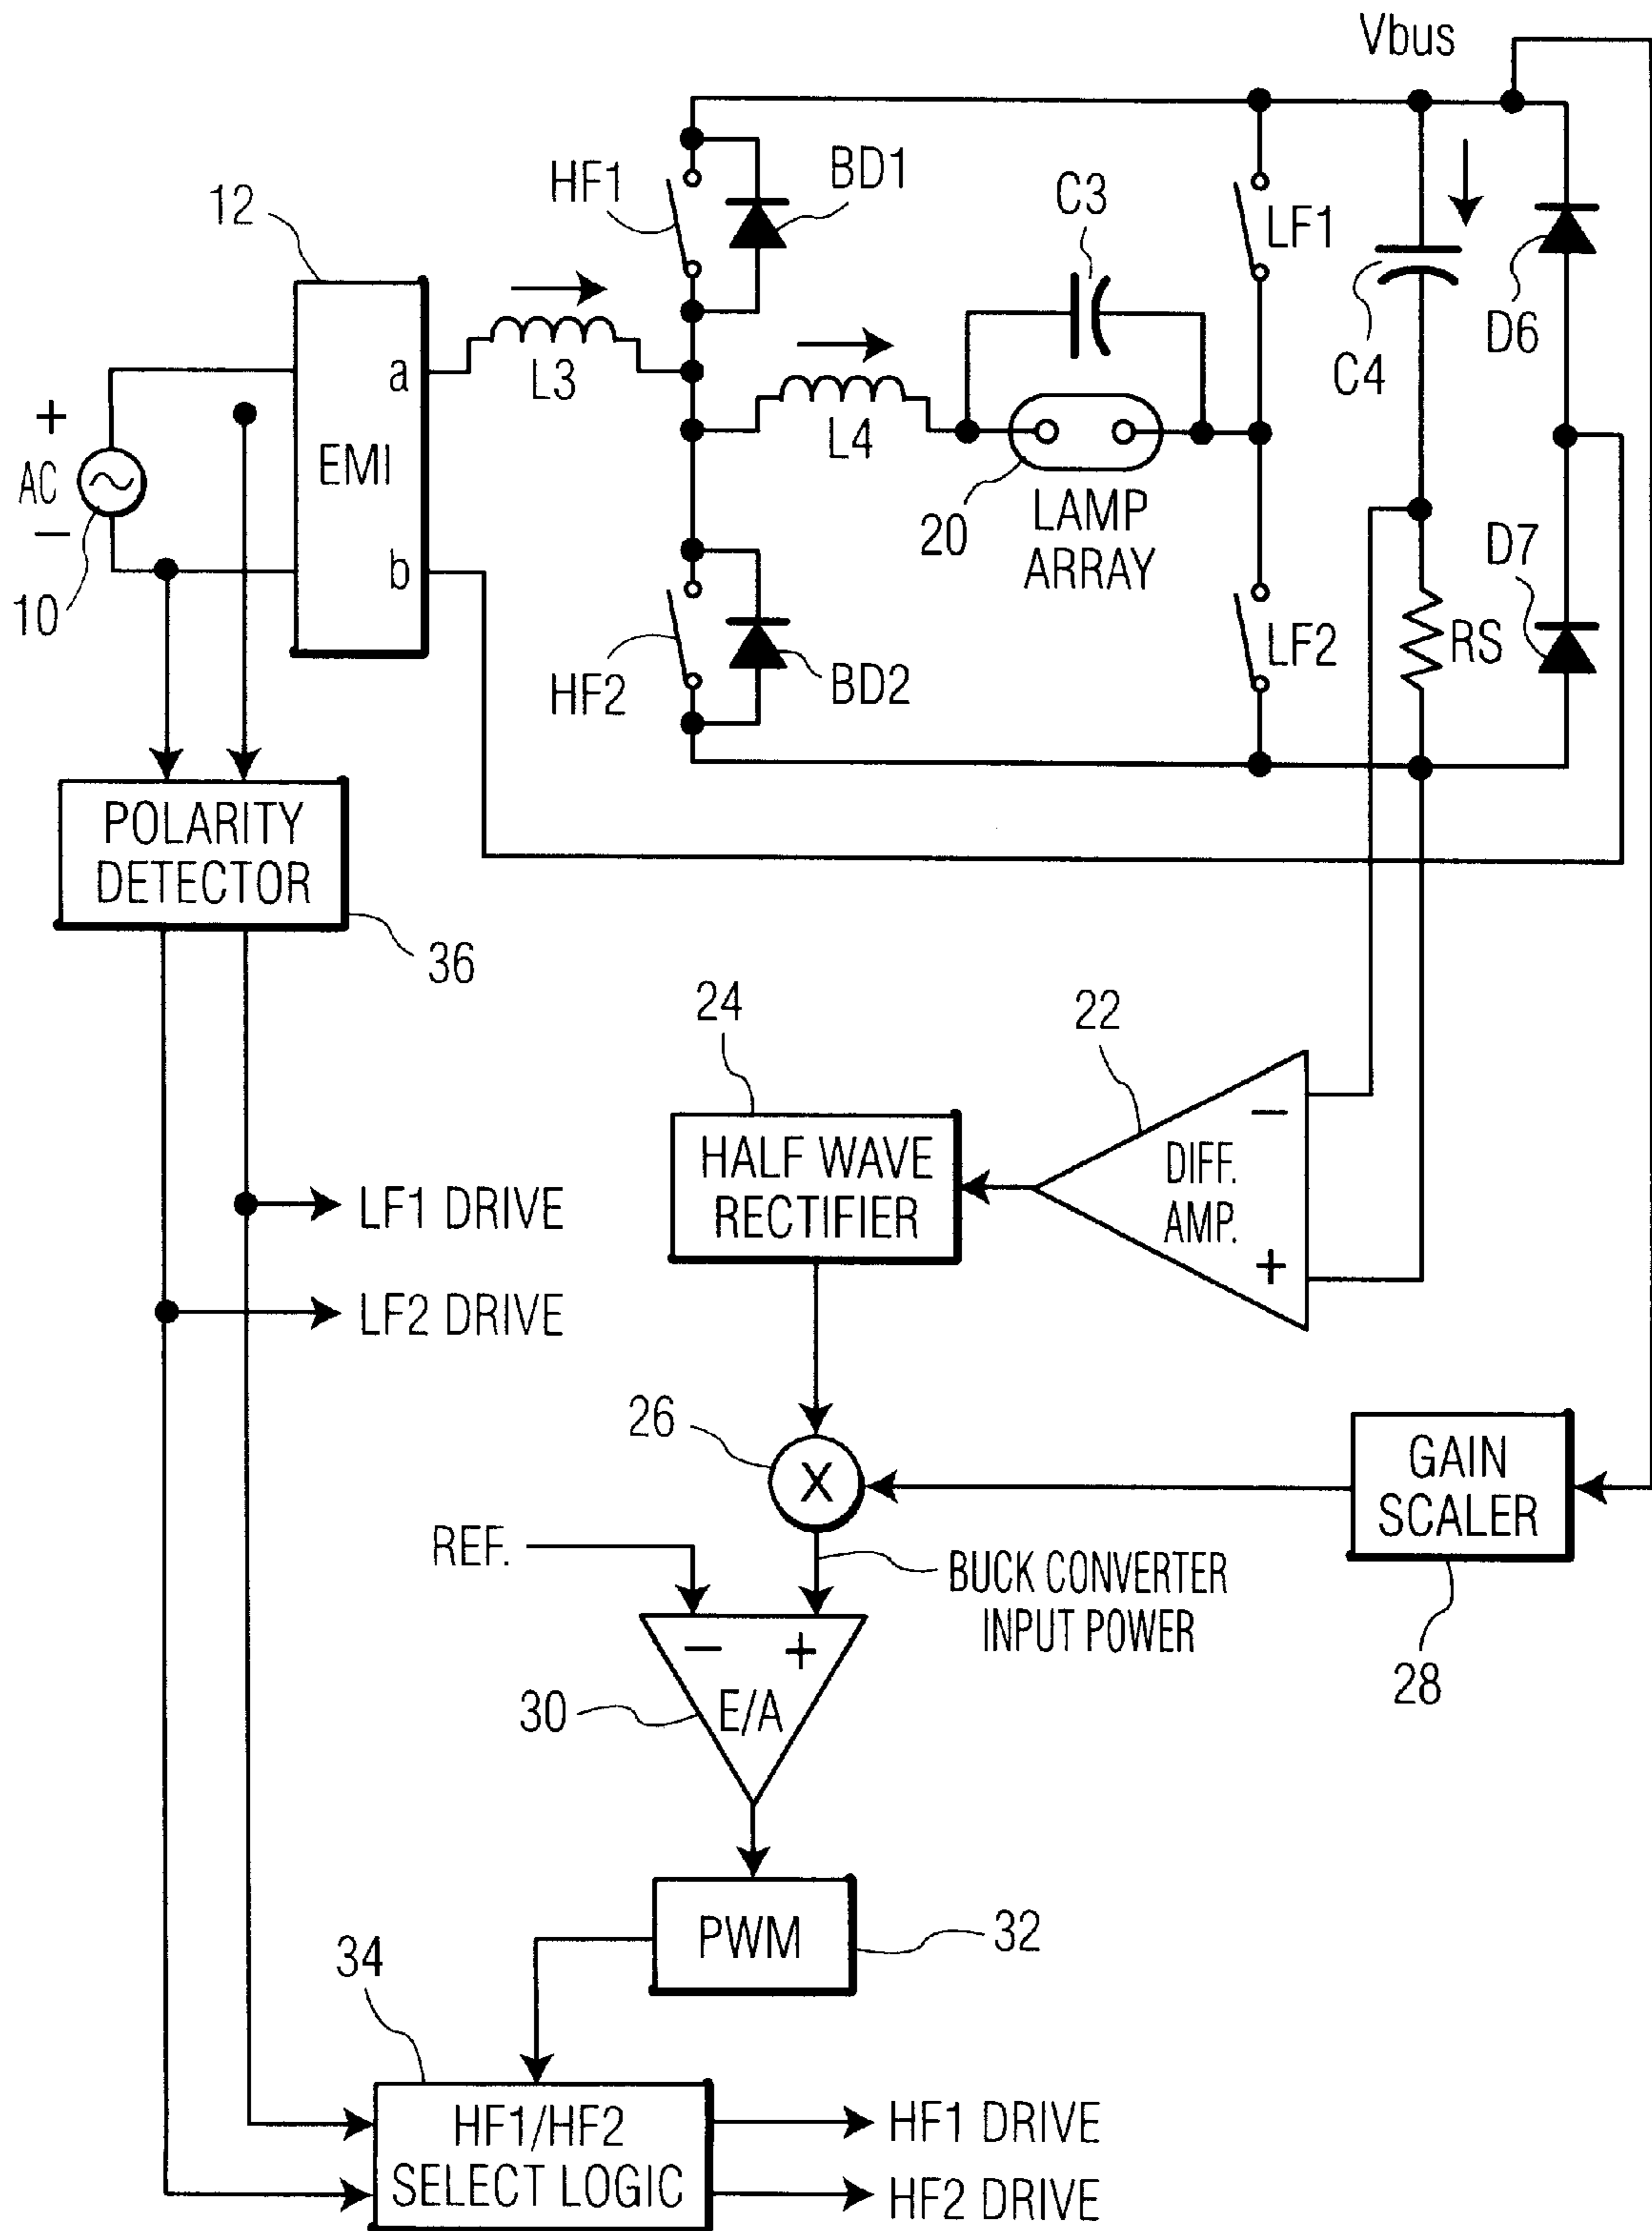 Vbus
HF1
BD1
12
C3
LF1
D6
C4
a
L3
+
AC
−
EMI
L4
10
b
20
LAMP
ARRAY
D7
RS
HF2
BD2
LF2
POLARITY
DETECTOR
36
24
22
HALF WAVE
RECTIFIER
−
DIFF.
AMP.
+
LF1 DRIVE
LF2 DRIVE
26
X
GAIN
SCALER
REF.
BUCK CONVERTER
INPUT POWER
28
− +
30
E/A
PWM
32
34
HF1/HF2
SELECT LOGIC
HF1 DRIVE
HF2 DRIVE